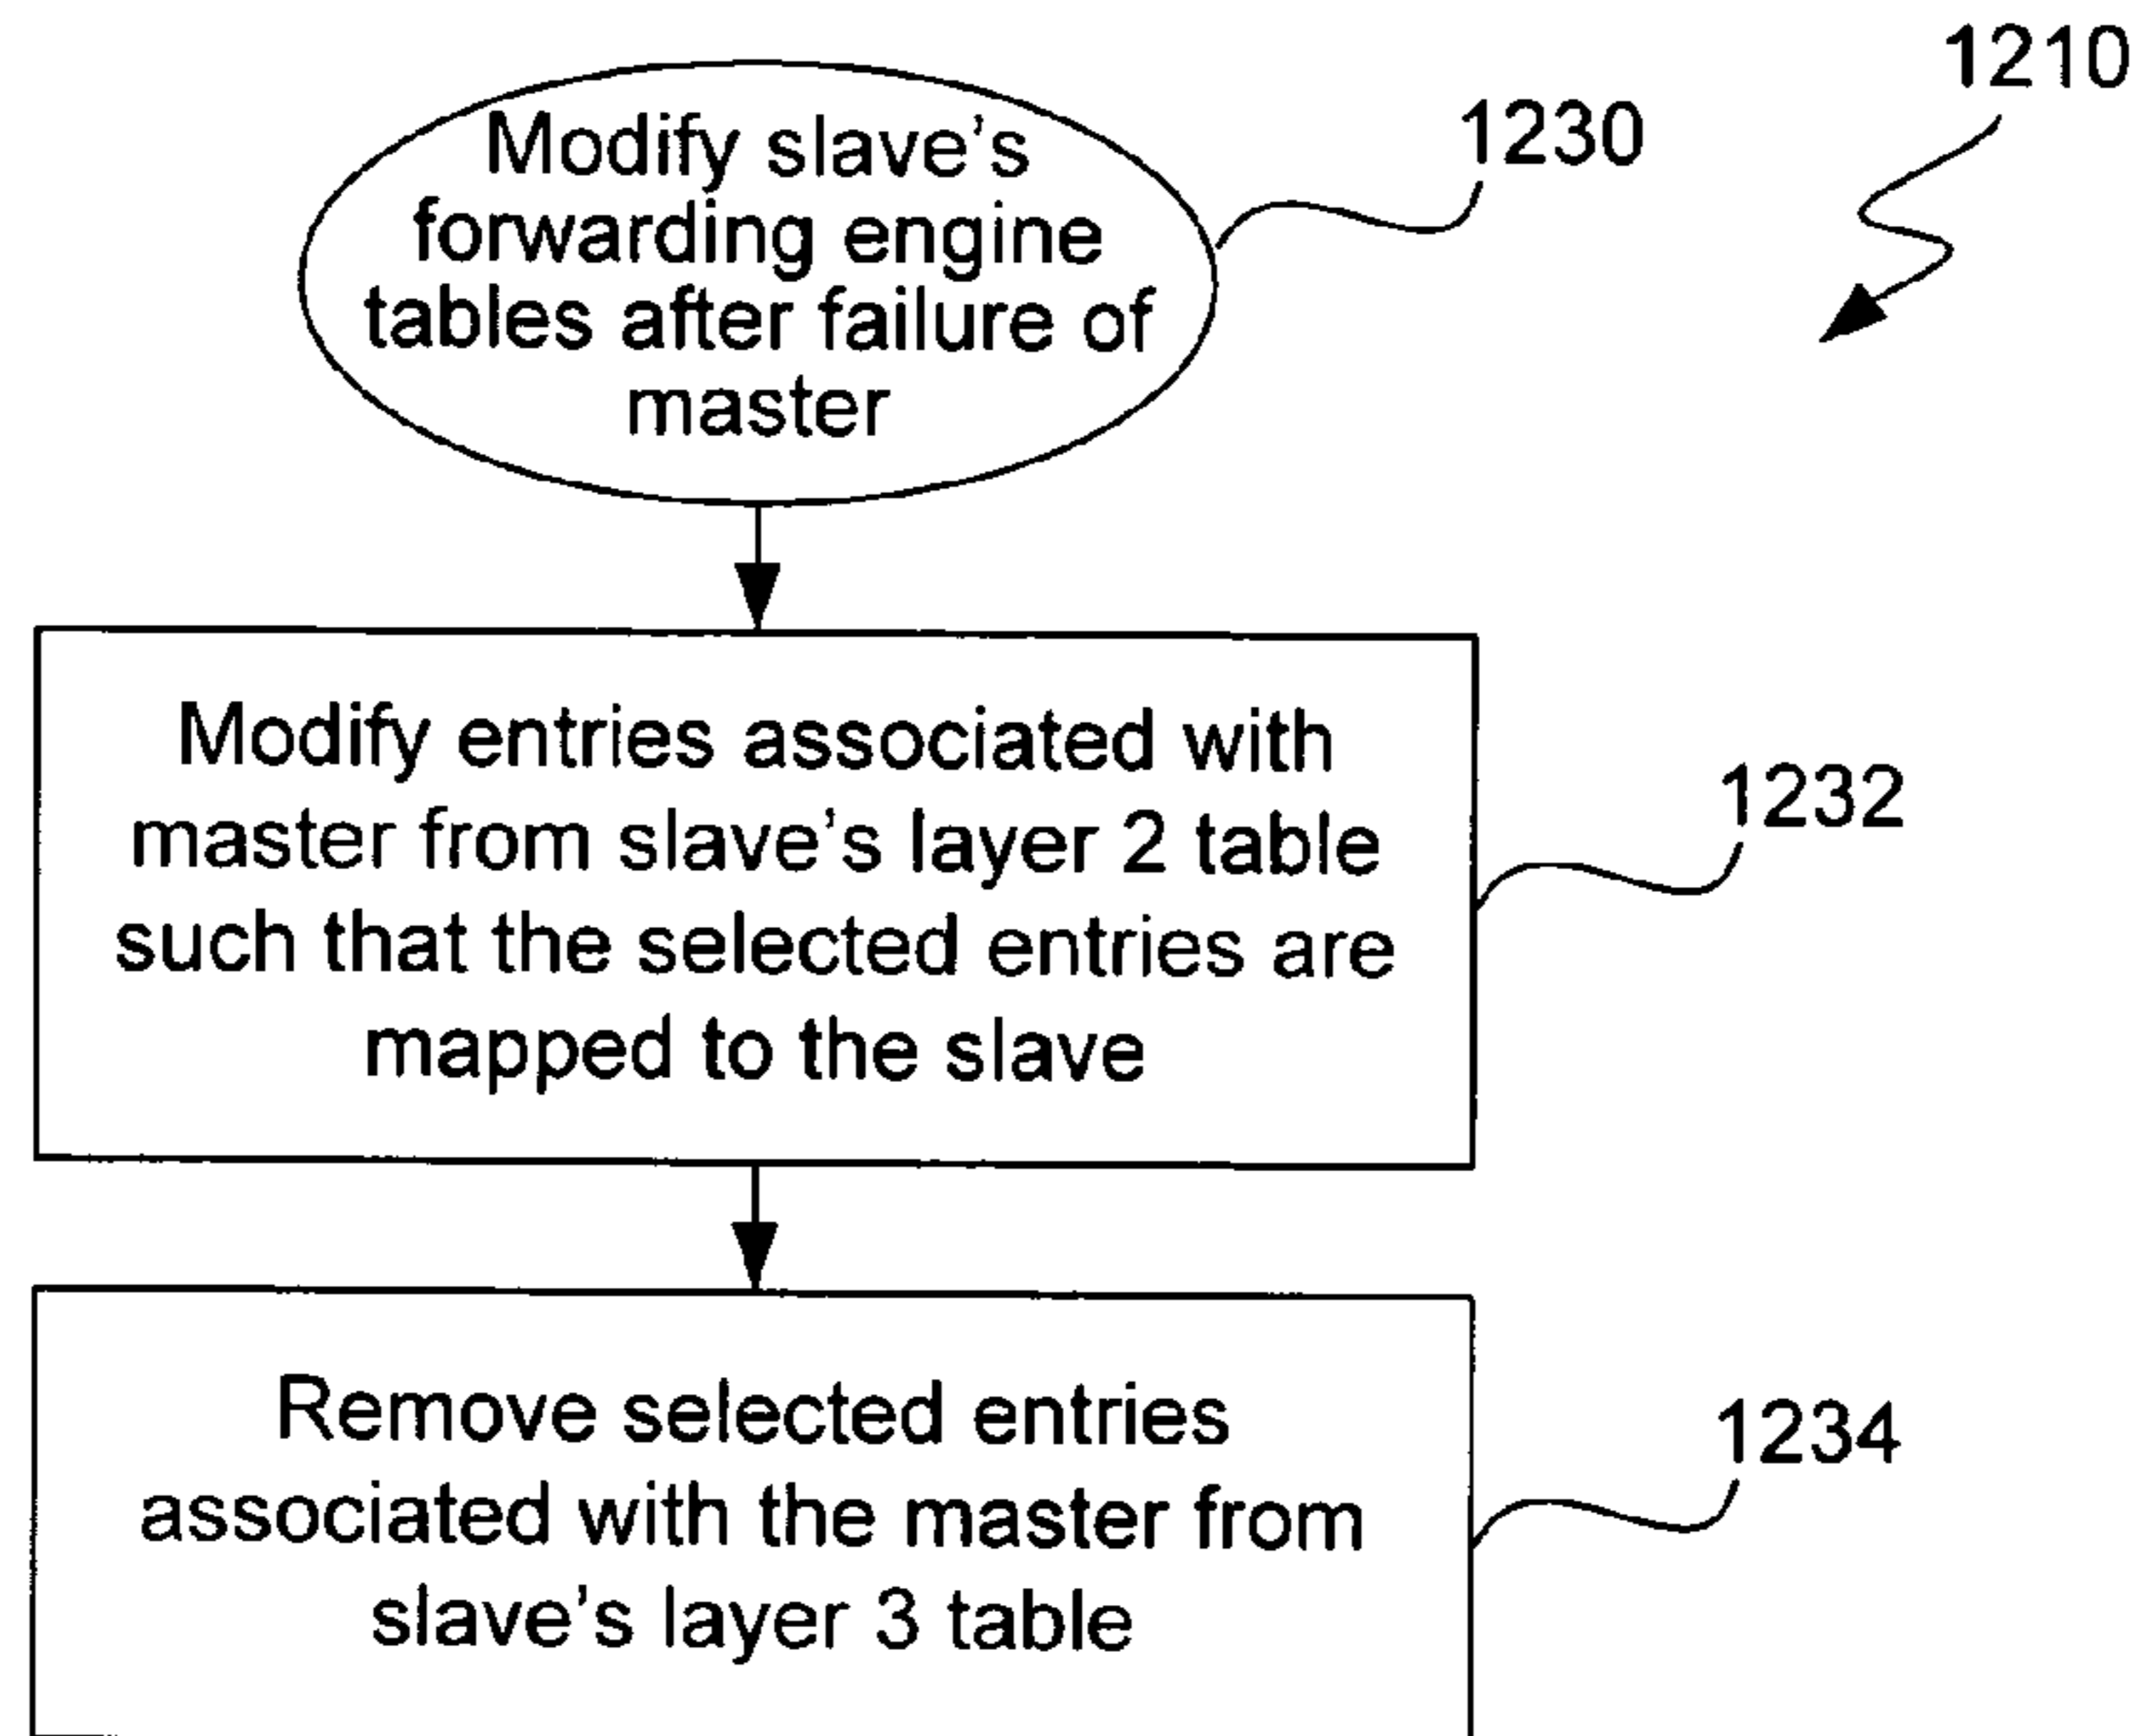 1210
1230
Modify slave's
forwarding engine
tables after failure of
master
Modify entries associated with
master from slave's layer 2 table
such that the selected entries are
mapped to the slave
1232
Remove selected entries
associated with the master from
slave's layer 3 table
1234